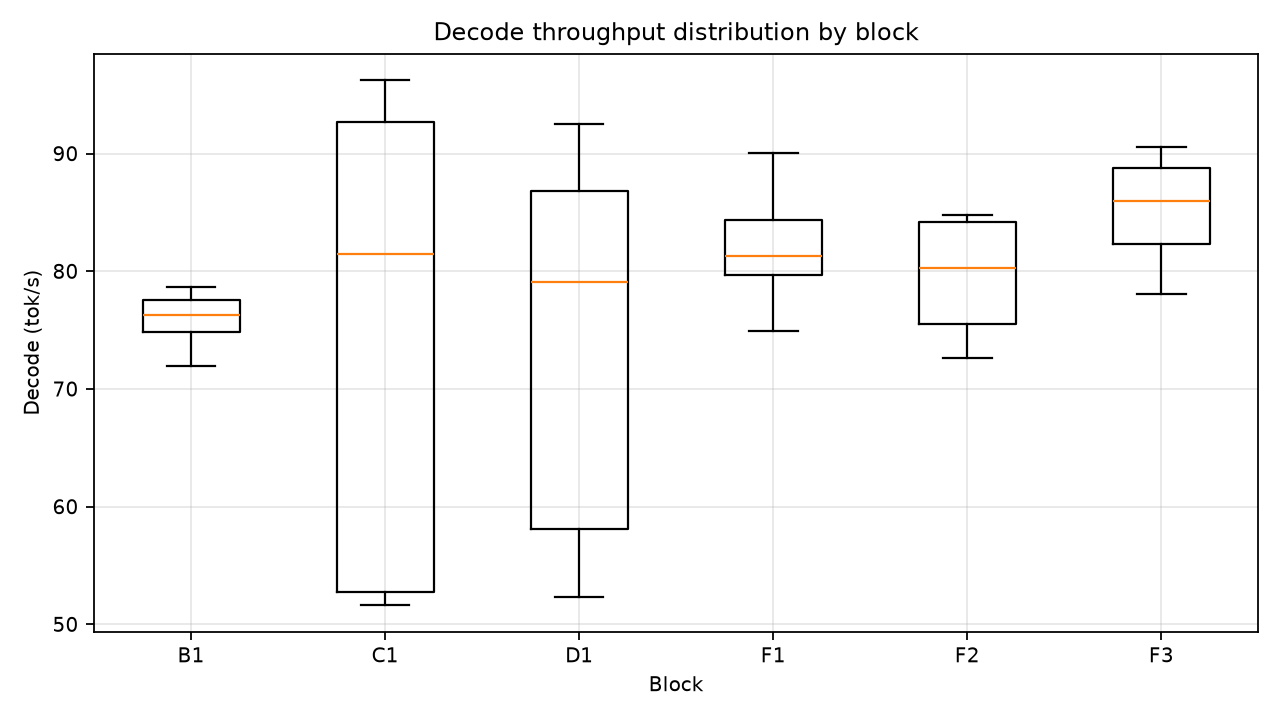 Decode throughput distribution by block
Decode (tok/s)
90
80
70
60
50
B1 C1 D1 F1 F2 F3
Block